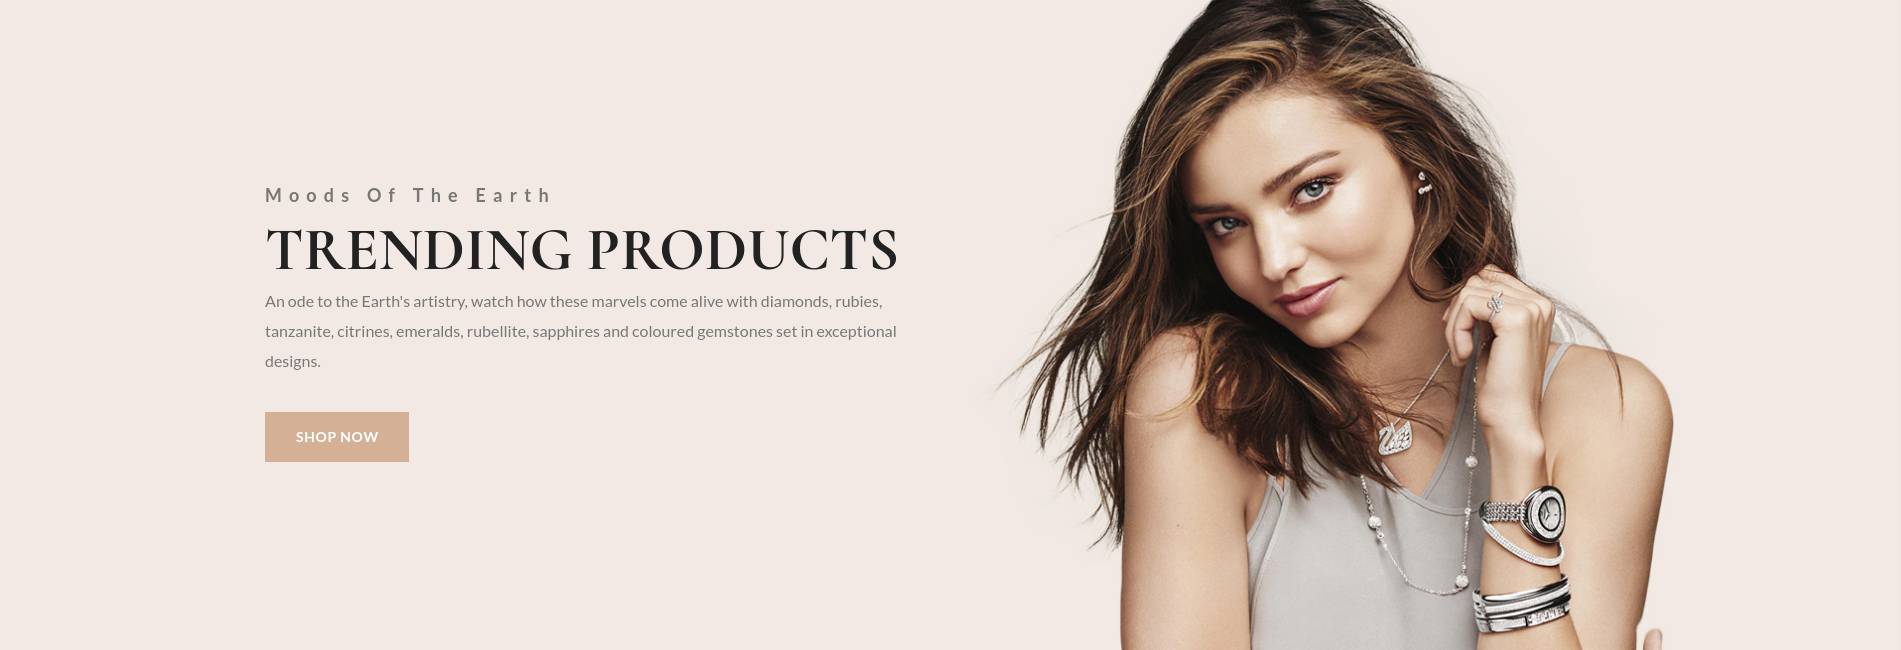 Moods Of The Earth
TRENDING PRODUCTS
An ode to the Earth's artistry, watch how these marvels come alive with diamonds, rubies,
tanzanite, citrines, emeralds, rubellite, sapphires and coloured gemstones set in exceptional
designs.
SHOP NOW